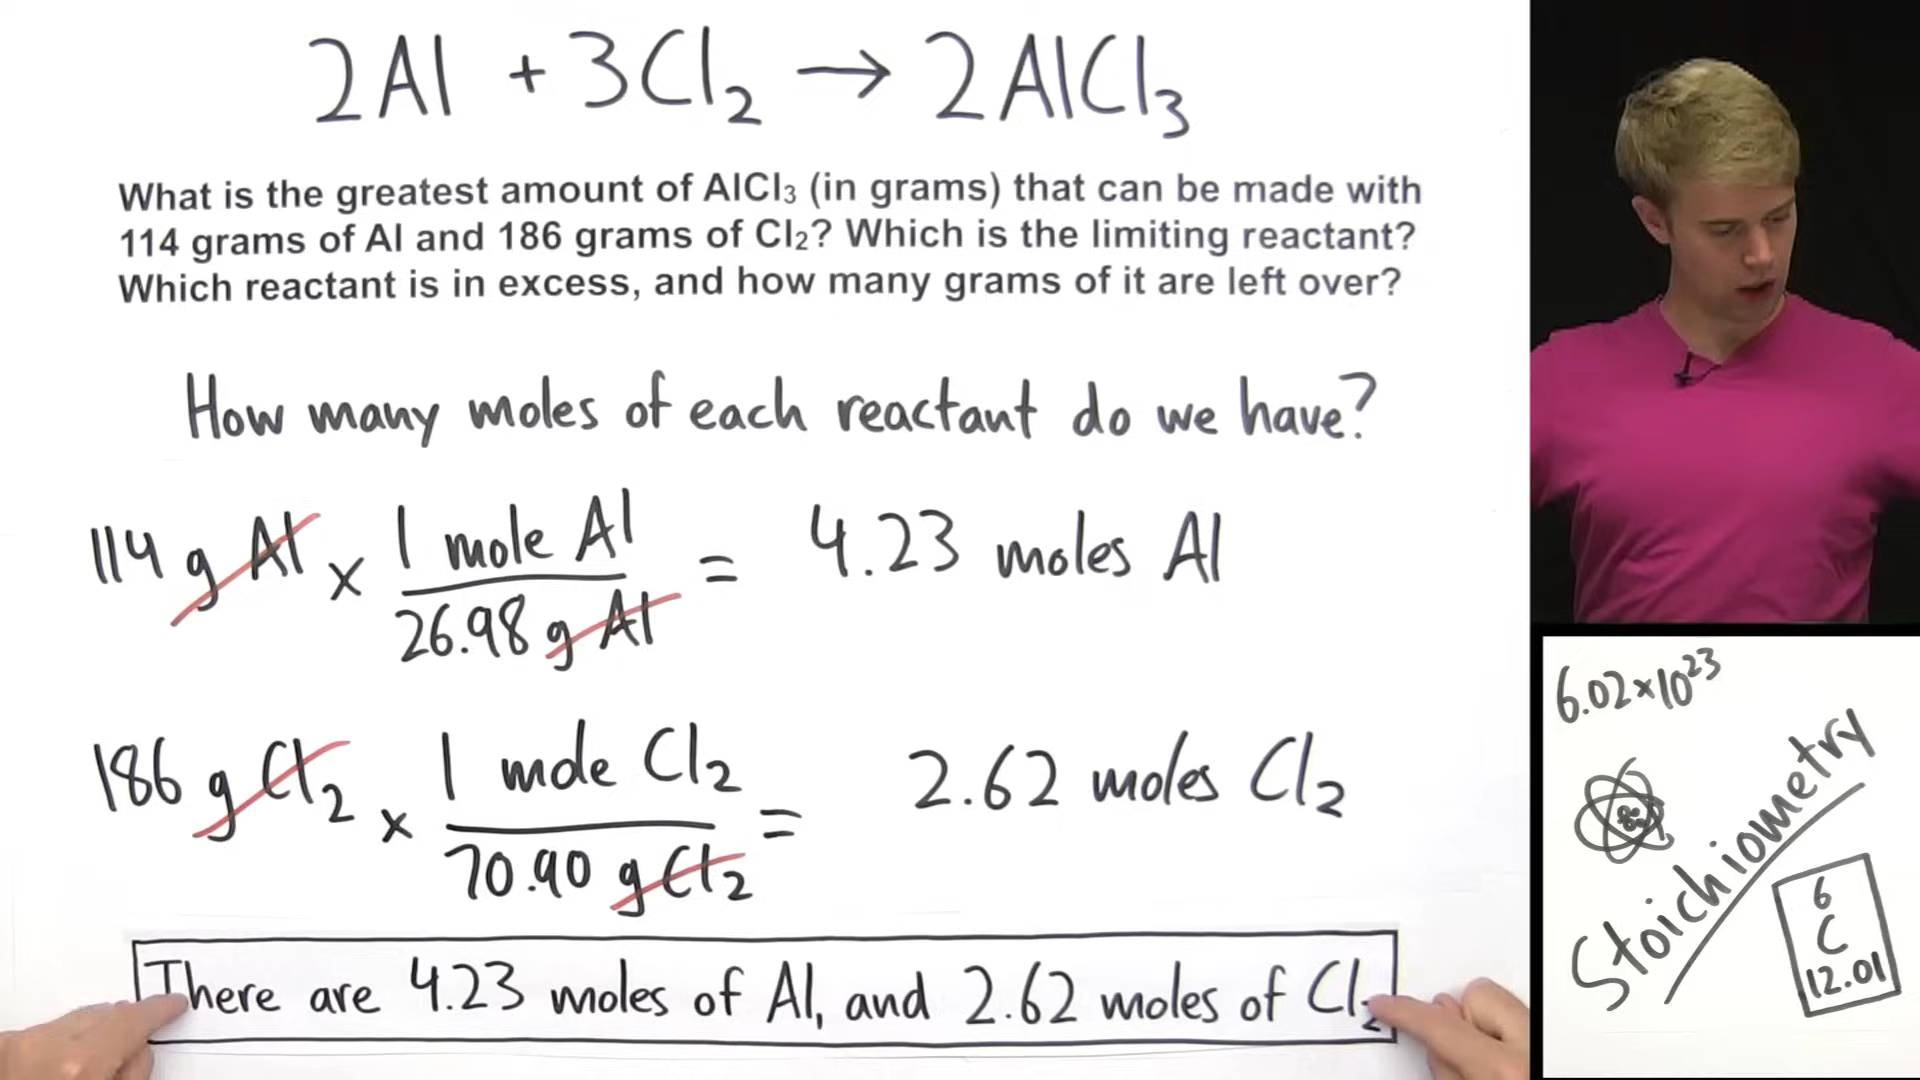 2Al + 3Cl₂ → 2AlCl₃
What is the greatest amount of AlCl₃ (in grams) that can be made with
114 grams of Al and 186 grams of Cl₂? Which is the limiting reactant?
Which reactant is in excess, and how many grams of it are left over?
How many moles of each reactant do we have?
114 g Al x 1 mole Al / 26.98 g Al = 4.23 moles Al
186 g Cl₂ x 1 mole Cl₂ / 70.90 g Cl₂ = 2.62 moles Cl₂
There are 4.23 moles of Al, and 2.62 moles of Cl₂
6.02×10²³
Stoichiometry
6
C
12.01